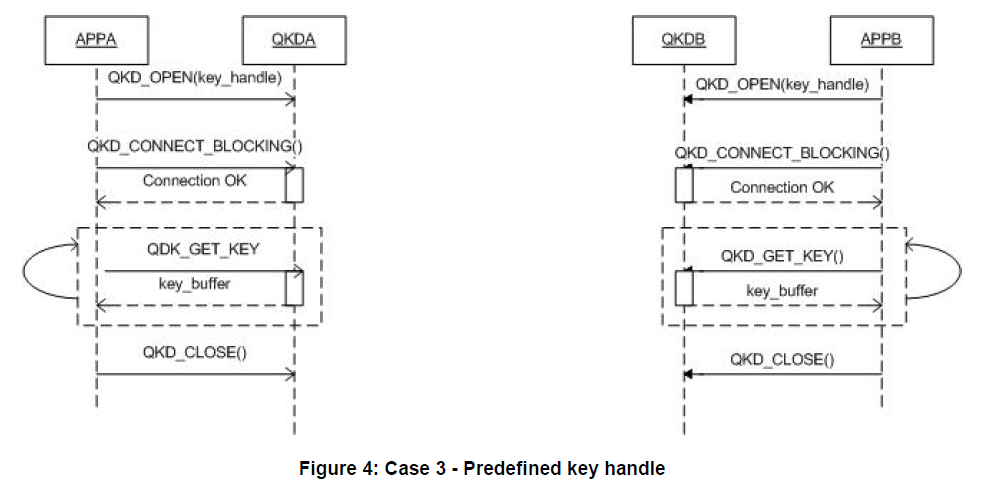 APPA
QKDA
QKDB
APPB
QKD_OPEN(key_handle)
QKD_OPEN(key_handle)
QKD_CONNECT_BLOCKING()
QKD_CONNECT_BLOCKING()
Connection OK
Connection OK
QDK_GET_KEY
QKD_GET_KEY()
key_buffer
key_buffer
QKD_CLOSE()
QKD_CLOSE()
Figure 4: Case 3 - Predefined key handle